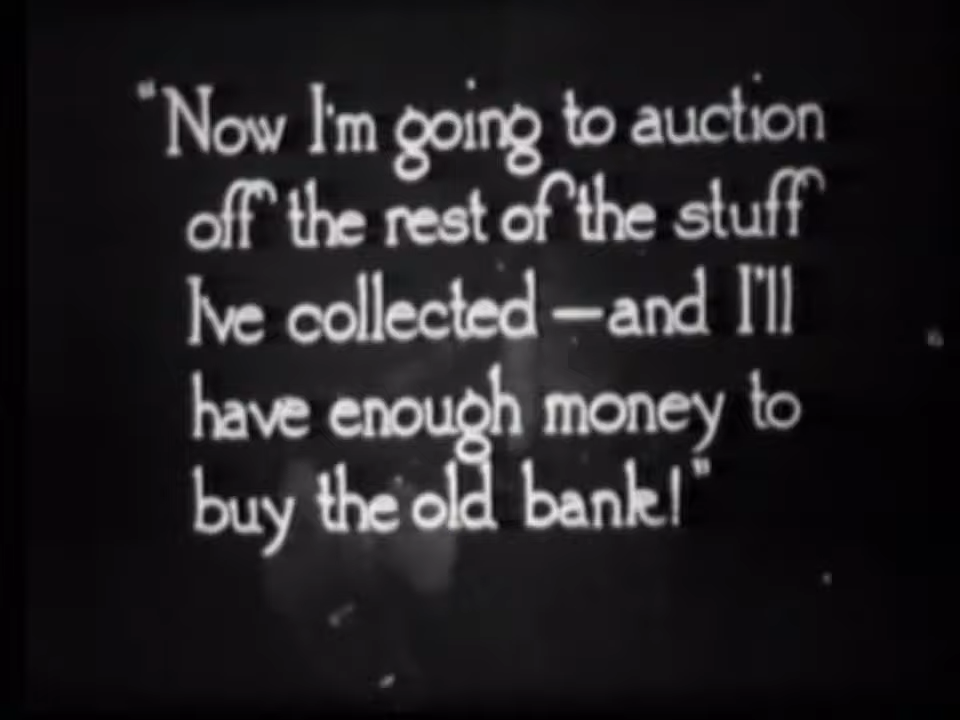 "Now I'm going to auction
off the rest of the stuff
I've collected — and I'll
have enough money to
buy the old bank!"